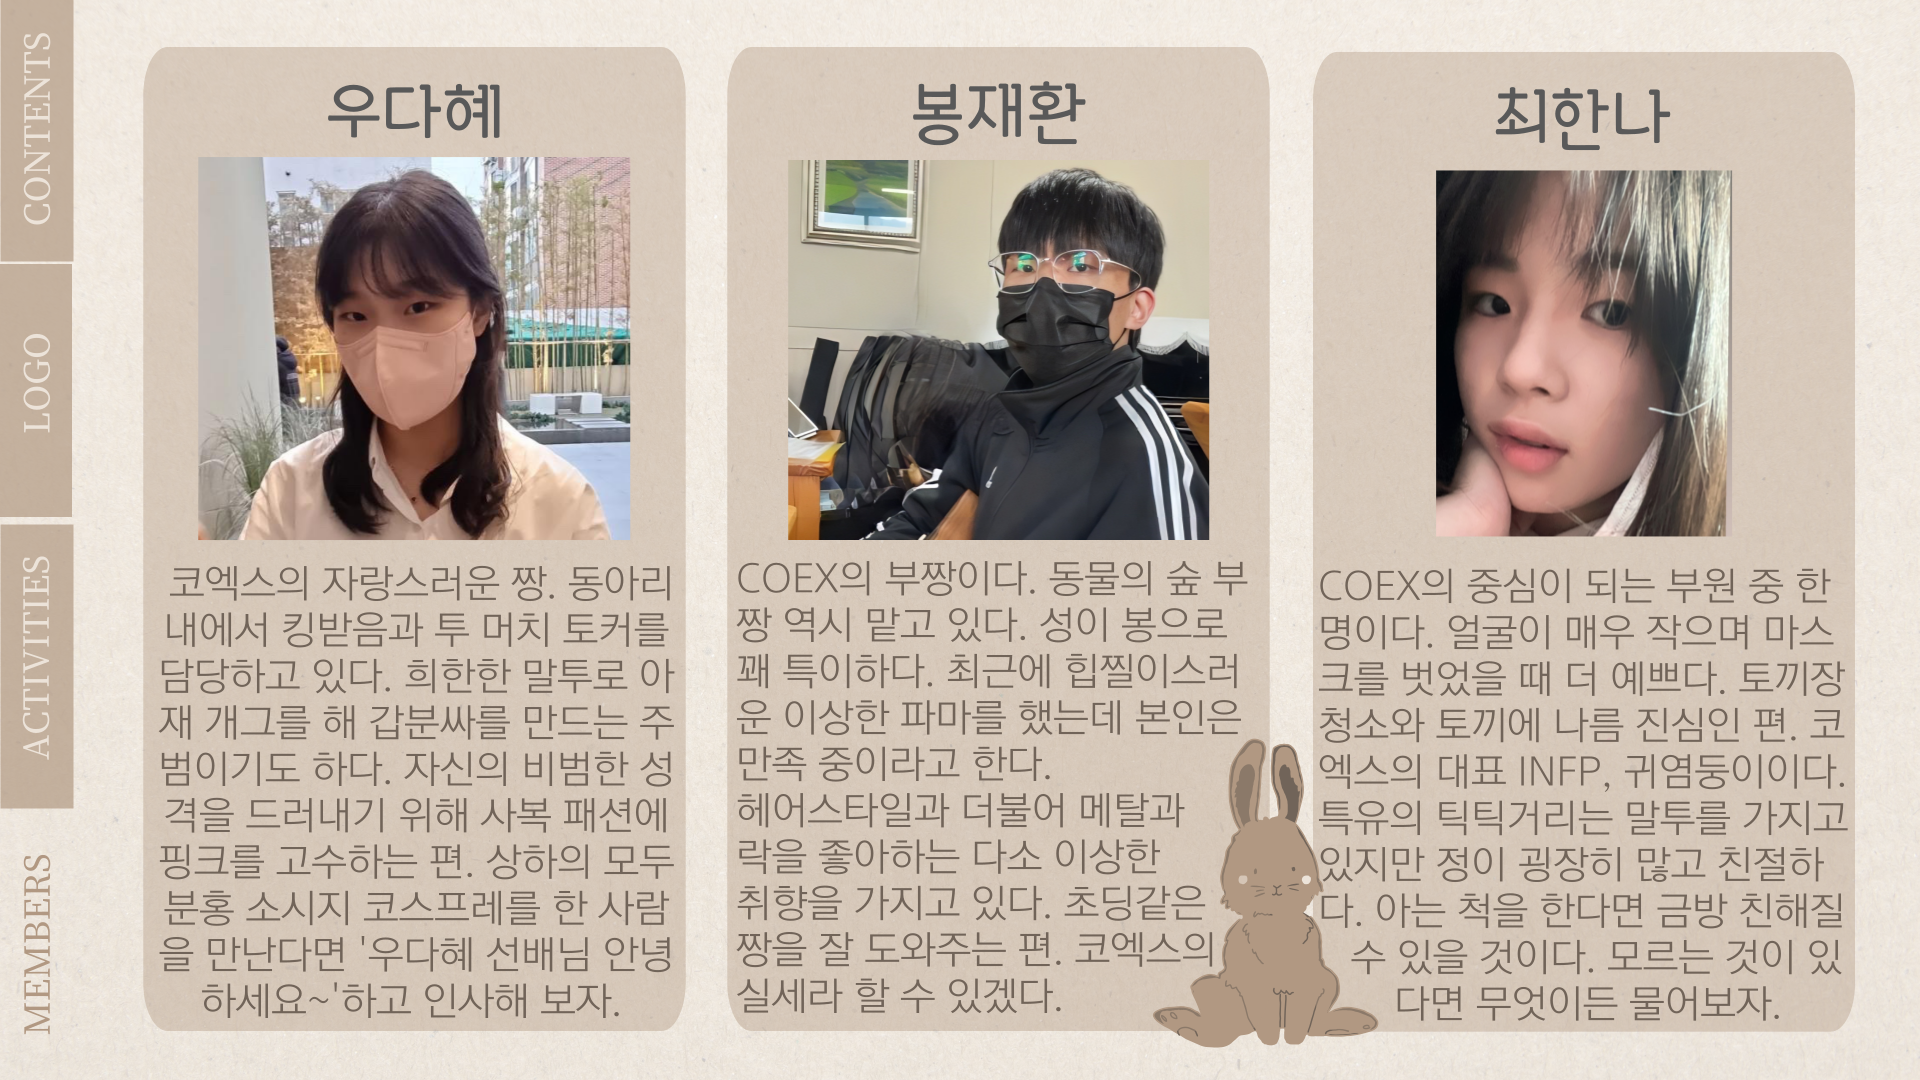 CONTENTS
LOGO
ACTIVITIES
MEMBERS
우다혜
코엑스의 자랑스러운 짱. 동아리
내에서 킹받음과 투 머치 토커를
담당하고 있다. 희한한 말투로 아
재 개그를 해 갑분싸를 만드는 주
범이기도 하다. 자신의 비범한 성
격을 드러내기 위해 사복 패션에
핑크를 고수하는 편. 상하의 모두
분홍 소시지 코스프레를 한 사람
을 만난다면 '우다혜 선배님 안녕
하세요~'하고 인사해 보자.
봉재환
COEX의 부짱이다. 동물의 숲 부
짱 역시 맡고 있다. 성이 봉으로
꽤 특이하다. 최근에 힙찔이스러
운 이상한 파마를 했는데 본인은
만족 중이라고 한다.
헤어스타일과 더불어 메탈과
락을 좋아하는 다소 이상한
취향을 가지고 있다. 초딩같은
짱을 잘 도와주는 편. 코엑스의
실세라 할 수 있겠다.
최한나
COEX의 중심이 되는 부원 중 한
명이다. 얼굴이 매우 작으며 마스
크를 벗었을 때 더 예쁘다. 토끼장
청소와 토끼에 나름 진심인 편. 코
엑스의 대표 INFP, 귀염둥이이다.
특유의 틱틱거리는 말투를 가지고
있지만 정이 굉장히 많고 친절하
다. 아는 척을 한다면 금방 친해질
수 있을 것이다. 모르는 것이 있
다면 무엇이든 물어보자.